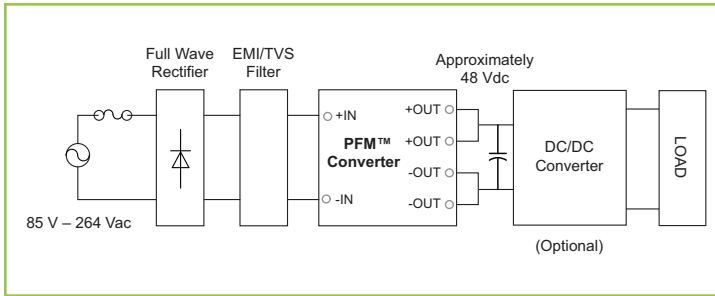 Full Wave
Rectifier
EMI/TVS
Filter
Approximately
48 Vdc
+IN
-IN
PFM™
Converter
+OUT
+OUT
-OUT
-OUT
DC/DC
Converter
LOAD
85 V – 264 Vac
(Optional)